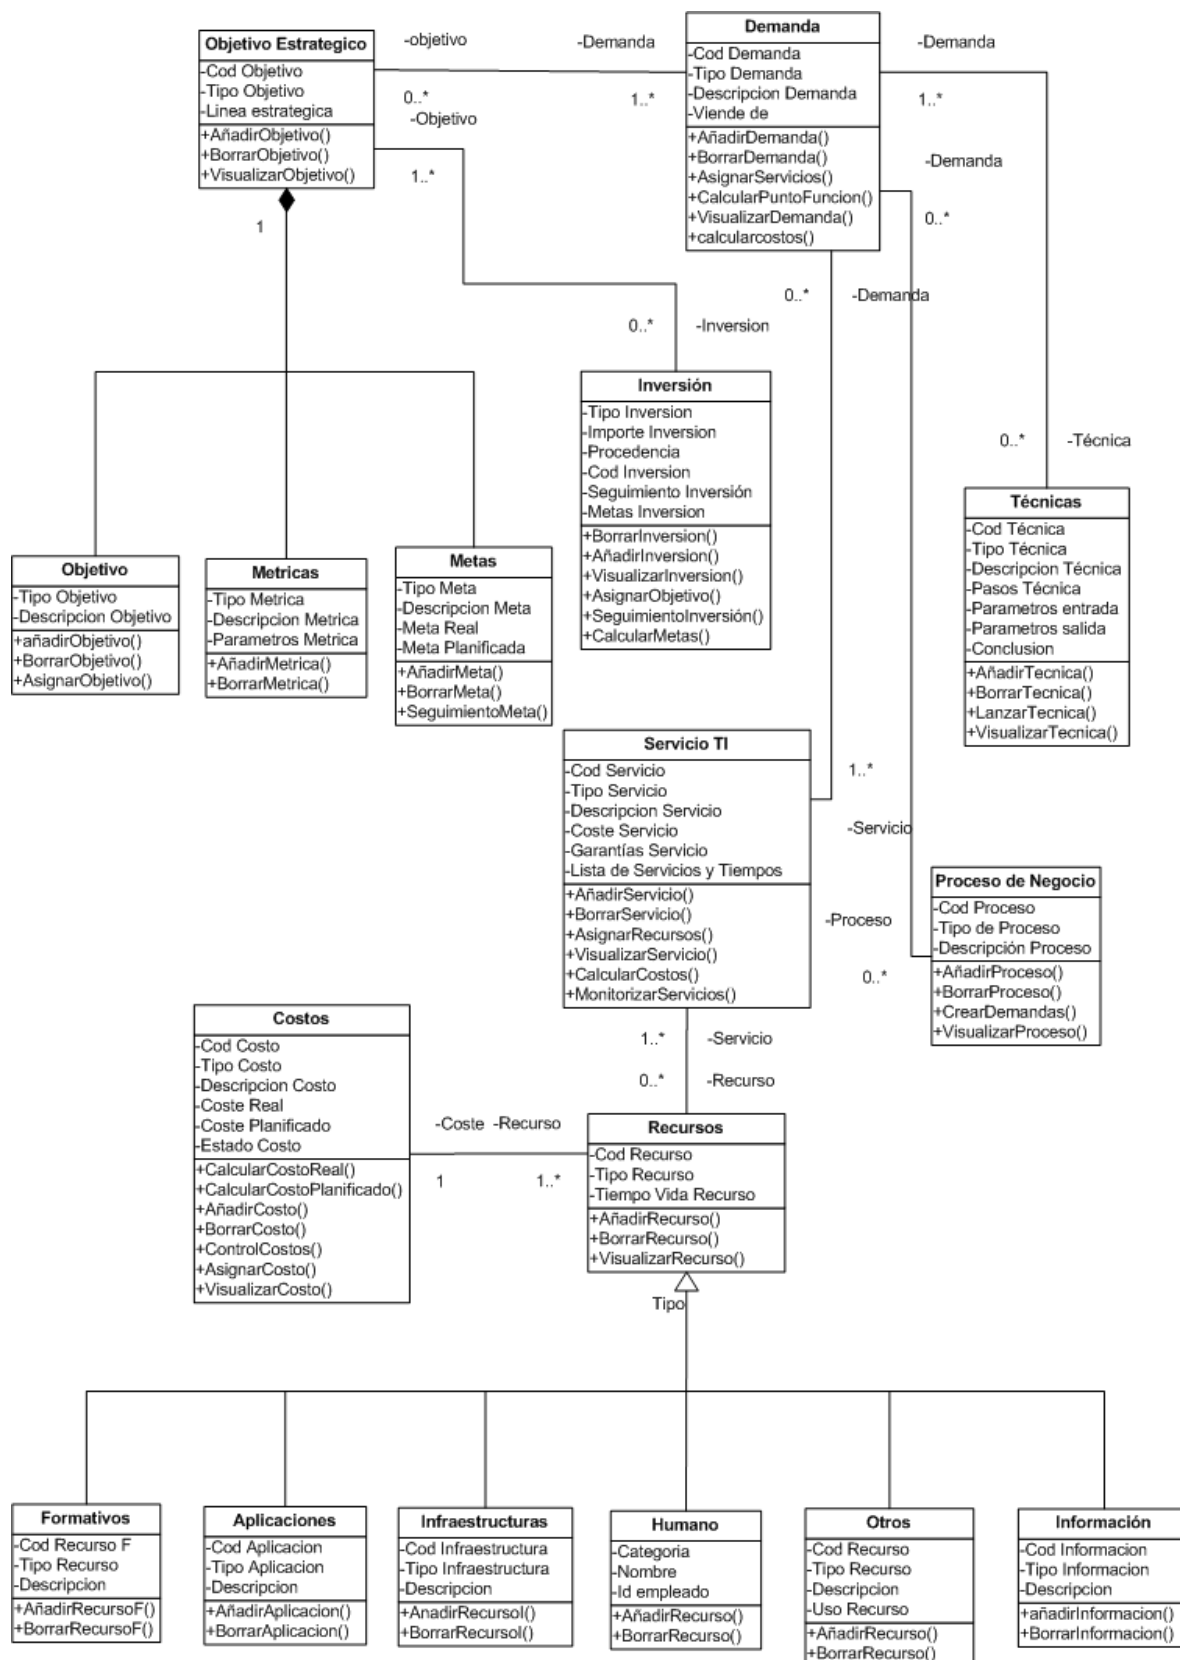 Objetivo Estrategico
-Cod Objetivo
-Tipo Objetivo
-Linea estrategica
+AñadirObjetivo()
+BorrarObjetivo()
+VisualizarObjetivo()
-objetivo
-Demanda
0..*
1..*
-Objetivo
1..*
1
Demanda
-Cod Demanda
-Tipo Demanda
-Descripcion Demanda
-Viende de
+AñadirDemanda()
+BorrarDemanda()
+AsignarServicios()
+CalcularPuntoFuncion()
+VisualizarDemanda()
+calcularcostos()
-Demanda
1..*
-Demanda
0..*
0..*
-Demanda
0..*
-Inversion
Inversión
-Tipo Inversion
-Importe Inversion
-Procedencia
-Cod Inversion
-Seguimiento Inversión
-Metas Inversion
+BorrarInversion()
+AñadirInversion()
+VisualizarInversion()
+AsignarObjetivo()
+SeguimientoInversión()
+CalcularMetas()
0..*
-Técnica
Técnicas
-Cod Técnica
-Tipo Técnica
-Descripcion Técnica
-Pasos Técnica
-Parametros entrada
-Parametros salida
-Conclusion
+AñadirTecnica()
+BorrarTecnica()
+LanzarTecnica()
+VisualizarTecnica()
Objetivo
-Tipo Objetivo
-Descripcion Objetivo
+añadirObjetivo()
+BorrarObjetivo()
+AsignarObjetivo()
Metricas
-Tipo Metrica
-Descripcion Metrica
-Parametros Metrica
+AñadirMetrica()
+BorrarMetrica()
Metas
-Tipo Meta
-Descripcion Meta
-Meta Real
-Meta Planificada
+AñadirMeta()
+BorrarMeta()
+SeguimientoMeta()
Servicio TI
-Cod Servicio
-Tipo Servicio
-Descripcion Servicio
-Coste Servicio
-Garantías Servicio
-Lista de Servicios y Tiempos
+AñadirServicio()
+BorrarServicio()
+AsignarRecursos()
+VisualizarServicio()
+CalcularCostos()
+MonitorizarServicios()
1..*
-Servicio
-Proceso
0..*
Proceso de Negocio
-Cod Proceso
-Tipo de Proceso
-Descripción Proceso
+AñadirProceso()
+BorrarProceso()
+CrearDemandas()
+VisualizarProceso()
1..*
-Servicio
0..*
-Recurso
Costos
-Cod Costo
-Tipo Costo
-Descripcion Costo
-Coste Real
-Coste Planificado
-Estado Costo
+CalcularCostoReal()
+CalcularCostoPlanificado()
+AñadirCosto()
+BorrarCosto()
+ControlCostos()
+AsignarCosto()
+VisualizarCosto()
-Coste
-Recurso
1
1..*
Recursos
-Cod Recurso
-Tipo Recurso
-Tiempo Vida Recurso
+AñadirRecurso()
+BorrarRecurso()
+VisualizarRecurso()
Tipo
Formativos
-Cod Recurso F
-Tipo Recurso
-Descripcion
+AñadirRecursoF()
+BorrarRecursoF()
Aplicaciones
-Cod Aplicacion
-Tipo Aplicacion
-Descripcion
+AñadirAplicacion()
+BorrarAplicacion()
Infraestructuras
-Cod Infraestructura
-Tipo Infraestructura
-Descripcion
+AnadirRecursoI()
+BorrarRecursoI()
Humano
-Categoria
-Nombre
-Id empleado
+AñadirRecurso()
+BorrarRecurso()
Otros
-Cod Recurso
-Tipo Recurso
-Descripcion
-Uso Recurso
+AñadirRecurso()
+BorrarRecurso()
Información
-Cod Informacion
-Tipo Informacion
-Descripcion
+añadirInformacion()
+BorrarInformacion()